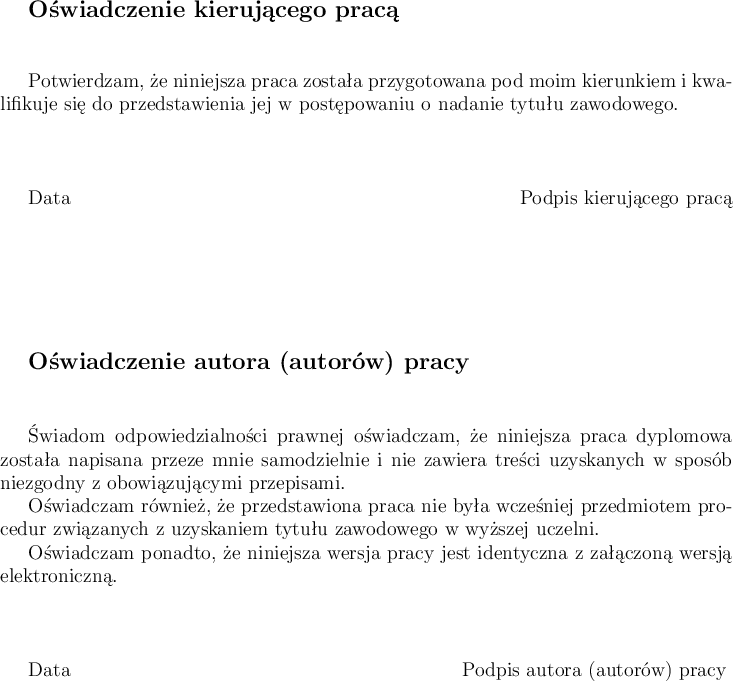 Oświadczenie kierującego pracą
Potwierdzam, że niniejsza praca została przygotowana pod moim kierunkiem i kwa-
lifikuje się do przedstawienia jej w postępowaniu o nadanie tytułu zawodowego.
Data Podpis kierującego pracą
Oświadczenie autora (autorów) pracy
Świadom odpowiedzialności prawnej oświadczam, że niniejsza praca dyplomowa
została napisana przeze mnie samodzielnie i nie zawiera treści uzyskanych w sposób
niezgodny z obowiązującymi przepisami.
Oświadczam również, że przedstawiona praca nie była wcześniej przedmiotem pro-
cedur związanych z uzyskaniem tytułu zawodowego w wyższej uczelni.
Oświadczam ponadto, że niniejsza wersja pracy jest identyczna z załączoną wersją
elektroniczną.
Data Podpis autora (autorów) pracy